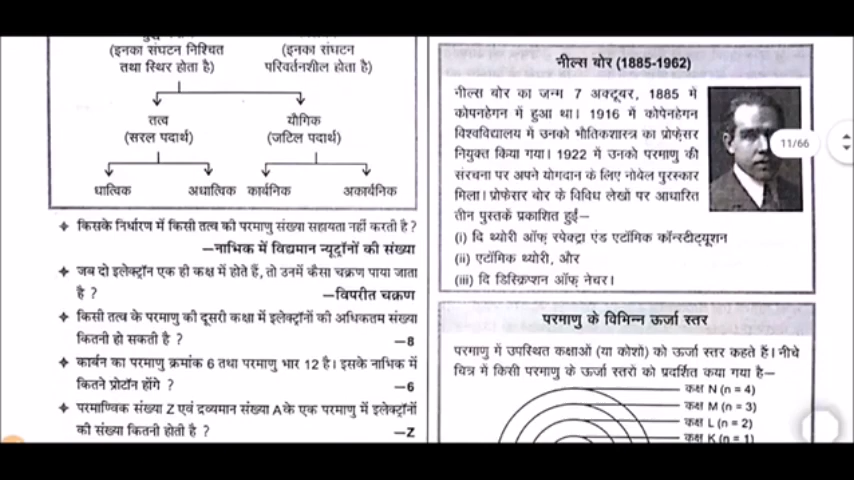 (इनका संघटन निश्चित
तथा स्थिर होता है)
(इनका संघटन
परिवर्तनशील होता है)
तत्व
(सरल पदार्थ)
यौगिक
(जटिल पदार्थ)
धात्विक
अधात्विक
कार्बनिक
अकार्बनिक
❖ किसके निर्धारण में किसी तत्व की परमाणु संख्या सहायता नहीं करती है ?
—नाभिक में विद्यमान न्यूट्रॉनों की संख्या
❖ जब दो इलेक्ट्रॉन एक ही कक्ष में होते हैं, तो उनमें कैसा चक्रण पाया जाता
है ? —विपरीत चक्रण
❖ किसी तत्व के परमाणु की दूसरी कक्षा में इलेक्ट्रॉनों की अधिकतम संख्या
कितनी हो सकती है ? —8
❖ कार्बन का परमाणु क्रमांक 6 तथा परमाणु भार 12 है। इसके नाभिक में
कितने प्रोटॉन होंगे ? —6
❖ परमाण्विक संख्या Z एवं द्रव्यमान संख्या A के एक परमाणु में इलेक्ट्रॉनों
की संख्या कितनी होती है ? —Z
नील्स बोर (1885-1962)
नील्स बोर का जन्म 7 अक्टूबर, 1885 में
कोपनहेगन में हुआ था। 1916 में कोपेनहेगन
विश्वविद्यालय में उनको भौतिकशास्त्र का प्रोफ़ेसर
नियुक्त किया गया। 1922 में उनको परमाणु की
संरचना पर अपने योगदान के लिए नोबेल पुरस्कार
मिला। प्रोफेसर बोर के विविध लेखों पर आधारित
तीन पुस्तकें प्रकाशित हुईं—
(i) दि थ्योरी ऑफ़ स्पेक्ट्रा एंड एटॉमिक कॉन्स्टीट्यूशन
(ii) एटॉमिक थ्योरी, और
(iii) दि डिस्क्रिप्शन ऑफ़ नेचर।
11/66
परमाणु के विभिन्न ऊर्जा स्तर
परमाणु में उपस्थित कक्षाओं (या कोशों) को ऊर्जा स्तर कहते हैं। नीचे
चित्र में किसी परमाणु के ऊर्जा स्तरों को प्रदर्शित कया गया है—
कक्ष N (n = 4)
कक्ष M (n = 3)
कक्ष L (n = 2)
कक्ष K (n = 1)